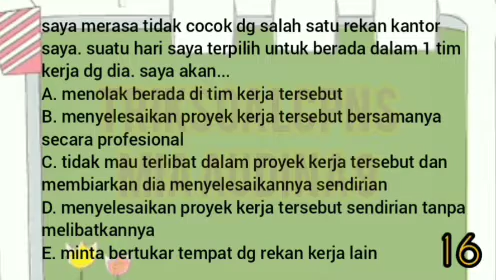 saya merasa tidak cocok dg salah satu rekan kantor
saya. suatu hari saya terpilih untuk berada dalam 1 tim
kerja dg dia. saya akan...
A. menolak berada di tim kerja tersebut
B. menyelesaikan proyek kerja tersebut bersamanya
secara profesional
C. tidak mau terlibat dalam proyek kerja tersebut dan
membiarkan dia menyelesaikannya sendirian
D. menyelesaikan proyek kerja tersebut sendirian tanpa
melibatkannya
E. minta bertukar tempat dg rekan kerja lain
16